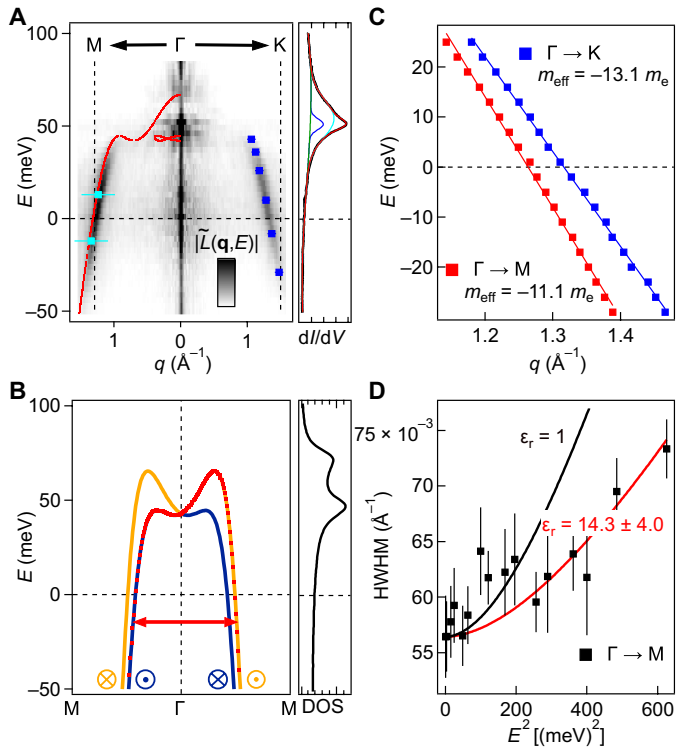 A
M
Γ
K
100
50
0
−50
E (meV)
|L̃(q,E)|
1
0
1
q (Å⁻¹)
dI/dV
C
20
10
0
−10
−20
E (meV)
Γ → K
m_eff = −13.1 m_e
Γ → M
m_eff = −11.1 m_e
1.2
1.3
1.4
q (Å⁻¹)
B
100
50
0
−50
E (meV)
M
Γ
M
DOS
D
75 × 10⁻³
70
65
60
55
HWHM (Å⁻¹)
ε_r = 1
ε_r = 14.3 ± 4.0
Γ → M
0
200
400
600
E² [(meV)²]